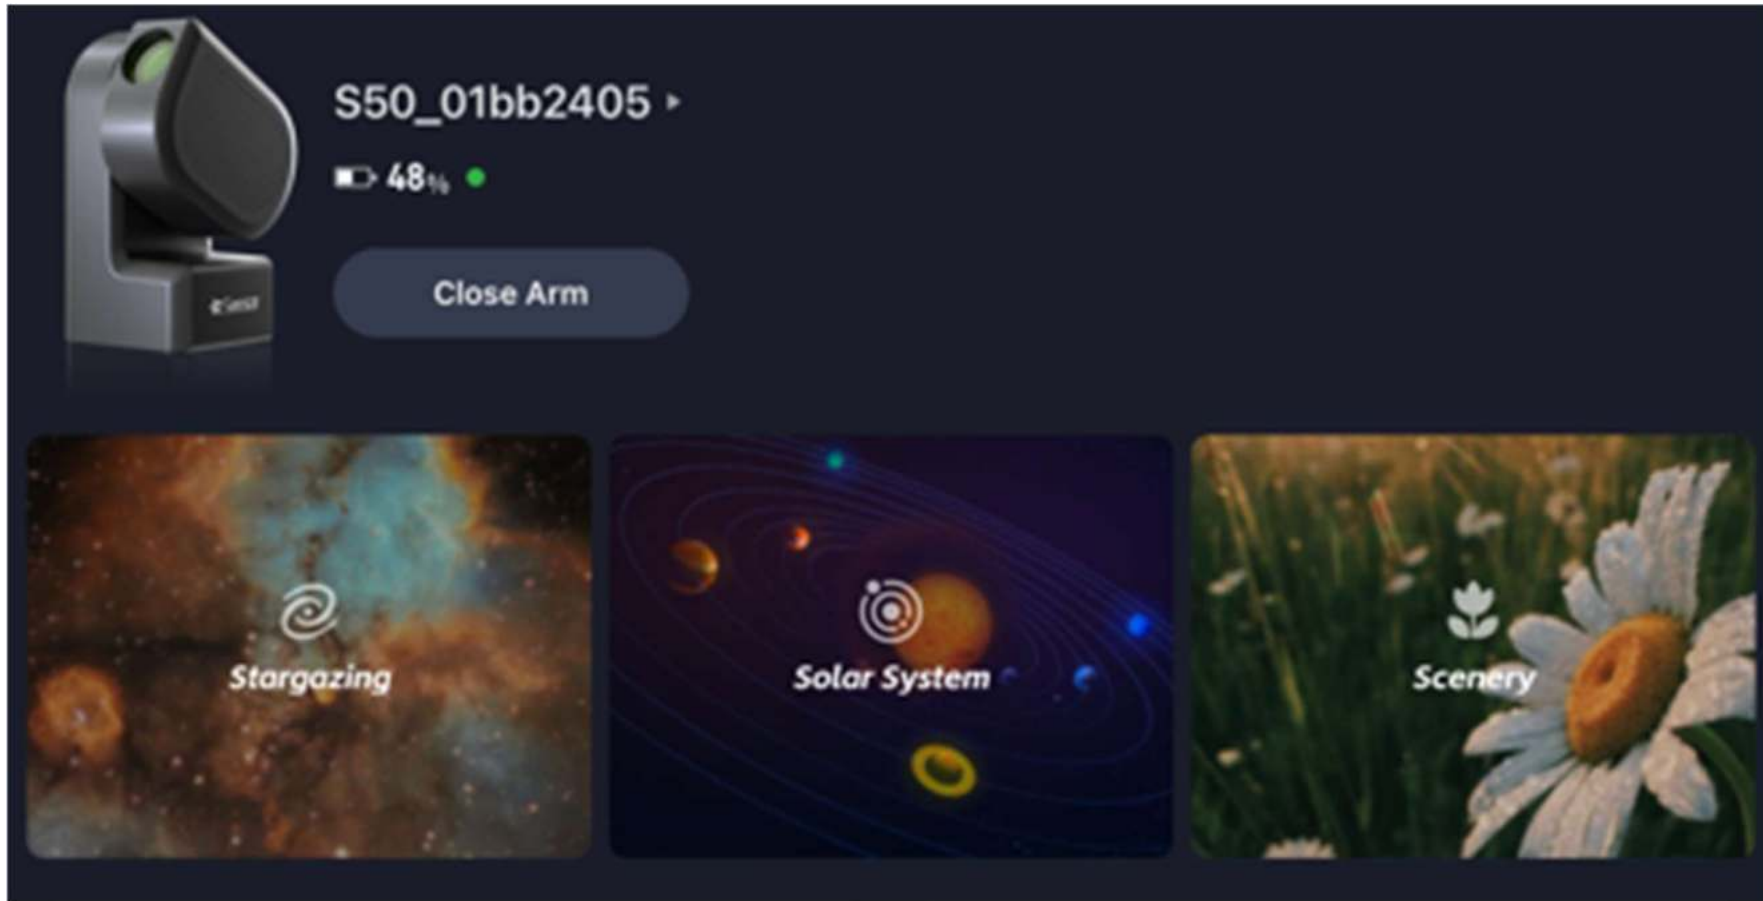 S50_01bb2405
48%
Close Arm
Stargazing
Solar System
Scenery